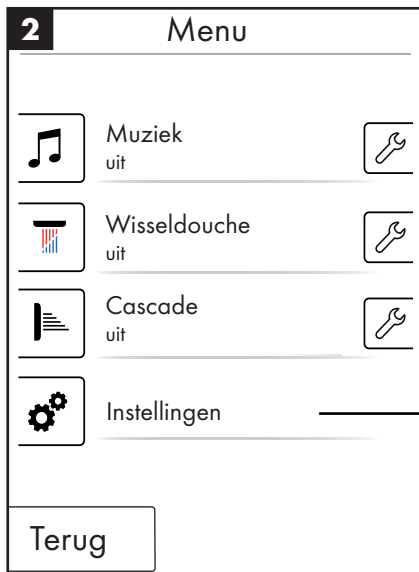 2
Menu
Muziek
uit
Wisseldouche
uit
Cascade
uit
Instellingen
Terug